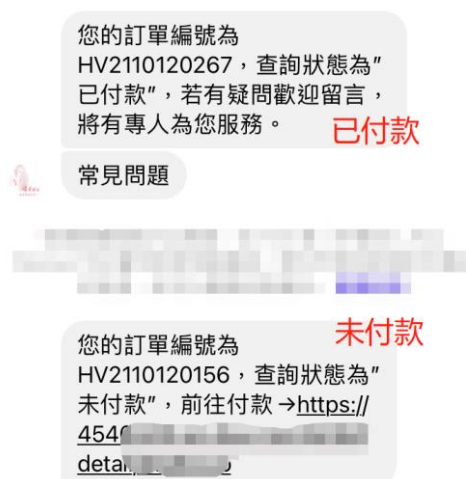 您的訂單編號為
HV2110120267，查詢狀態為”
已付款”，若有疑問歡迎留言，
將有專人為您服務。
已付款
常見問題
未付款
您的訂單編號為
HV2110120156，查詢狀態為”
未付款”，前往付款→https://
454
detai